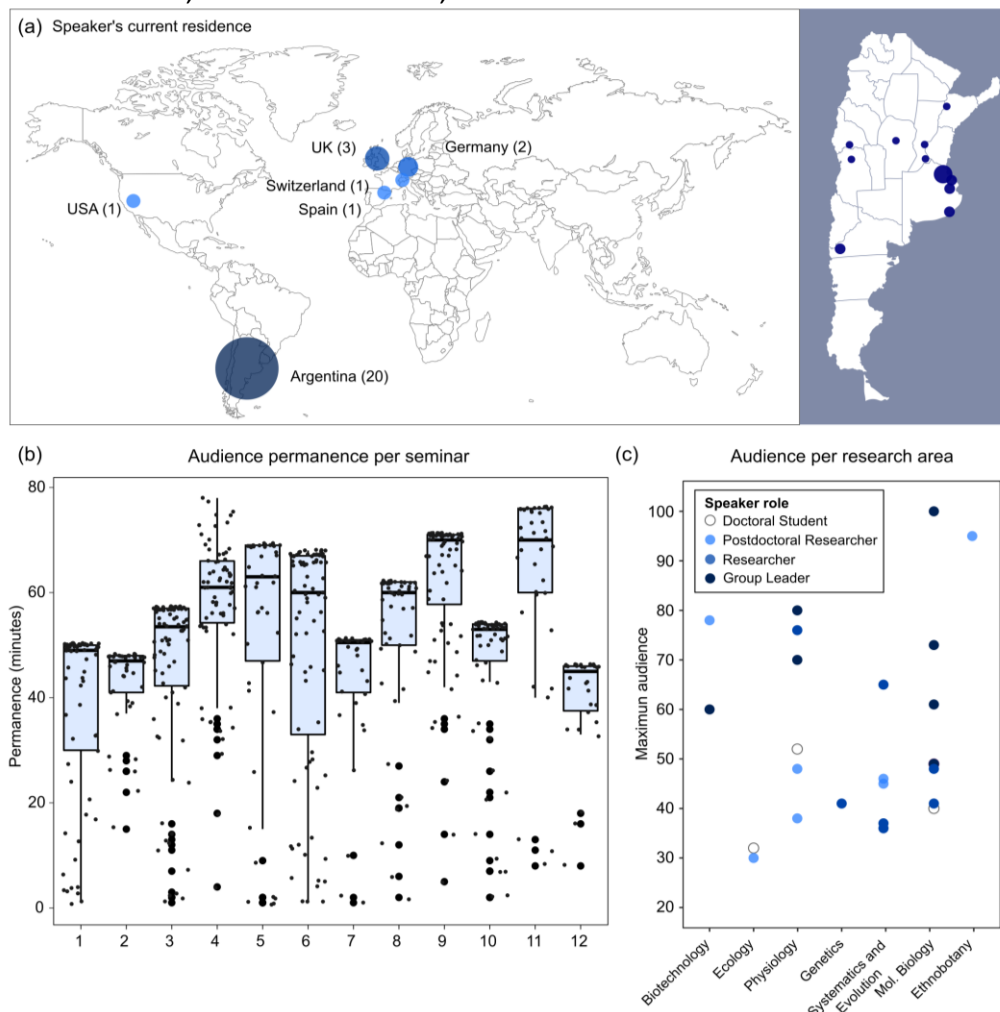 (a) Speaker's current residence
UK (3)
Germany (2)
Switzerland (1)
USA (1)
Spain (1)
Argentina (20)
(b) Audience permanence per seminar
Permanence (minutes)
80
60
40
20
0
1 2 3 4 5 6 7 8 9 10 11 12
(c) Audience per research area
Speaker role
Doctoral Student
Postdoctoral Researcher
Researcher
Group Leader
Maximun audience
100
90
80
70
60
50
40
30
20
Biotechnology
Ecology
Physiology
Genetics
Systematics and
Evolution
Mol. Biology
Ethnobotany